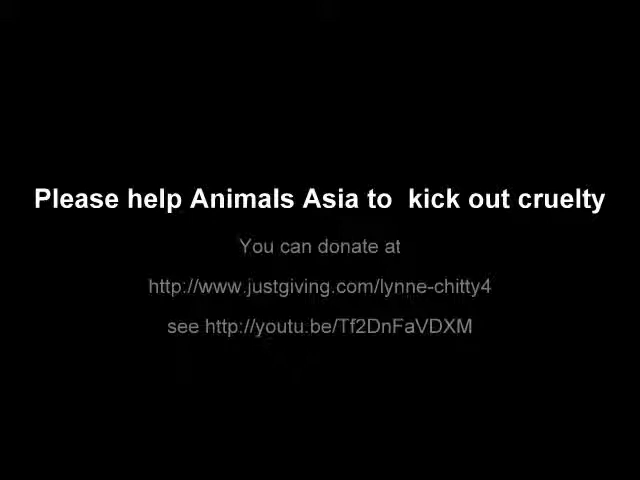 Please help Animals Asia to  kick out cruelty
You can donate at
http://www.justgiving.com/lynne-chitty4
see http://youtu.be/Tf2DnFaVDXM